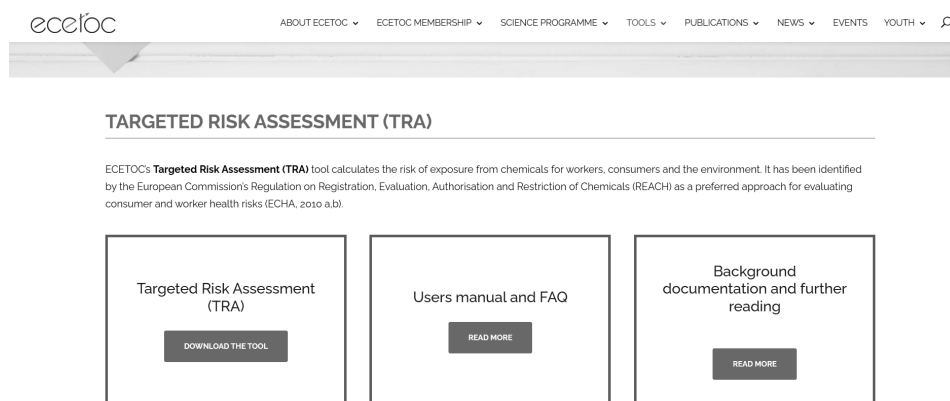 ecetoc
ABOUT ECETOC
ECETOC MEMBERSHIP
SCIENCE PROGRAMME
TOOLS
PUBLICATIONS
NEWS
EVENTS
YOUTH
TARGETED RISK ASSESSMENT (TRA)
ECETOC's Targeted Risk Assessment (TRA) tool calculates the risk of exposure from chemicals for workers, consumers and the environment. It has been identified
by the European Commission's Regulation on Registration, Evaluation, Authorisation and Restriction of Chemicals (REACH) as a preferred approach for evaluating
consumer and worker health risks (ECHA, 2010 a,b).
Targeted Risk Assessment
(TRA)
DOWNLOAD THE TOOL
Users manual and FAQ
READ MORE
Background
documentation and further
reading
READ MORE